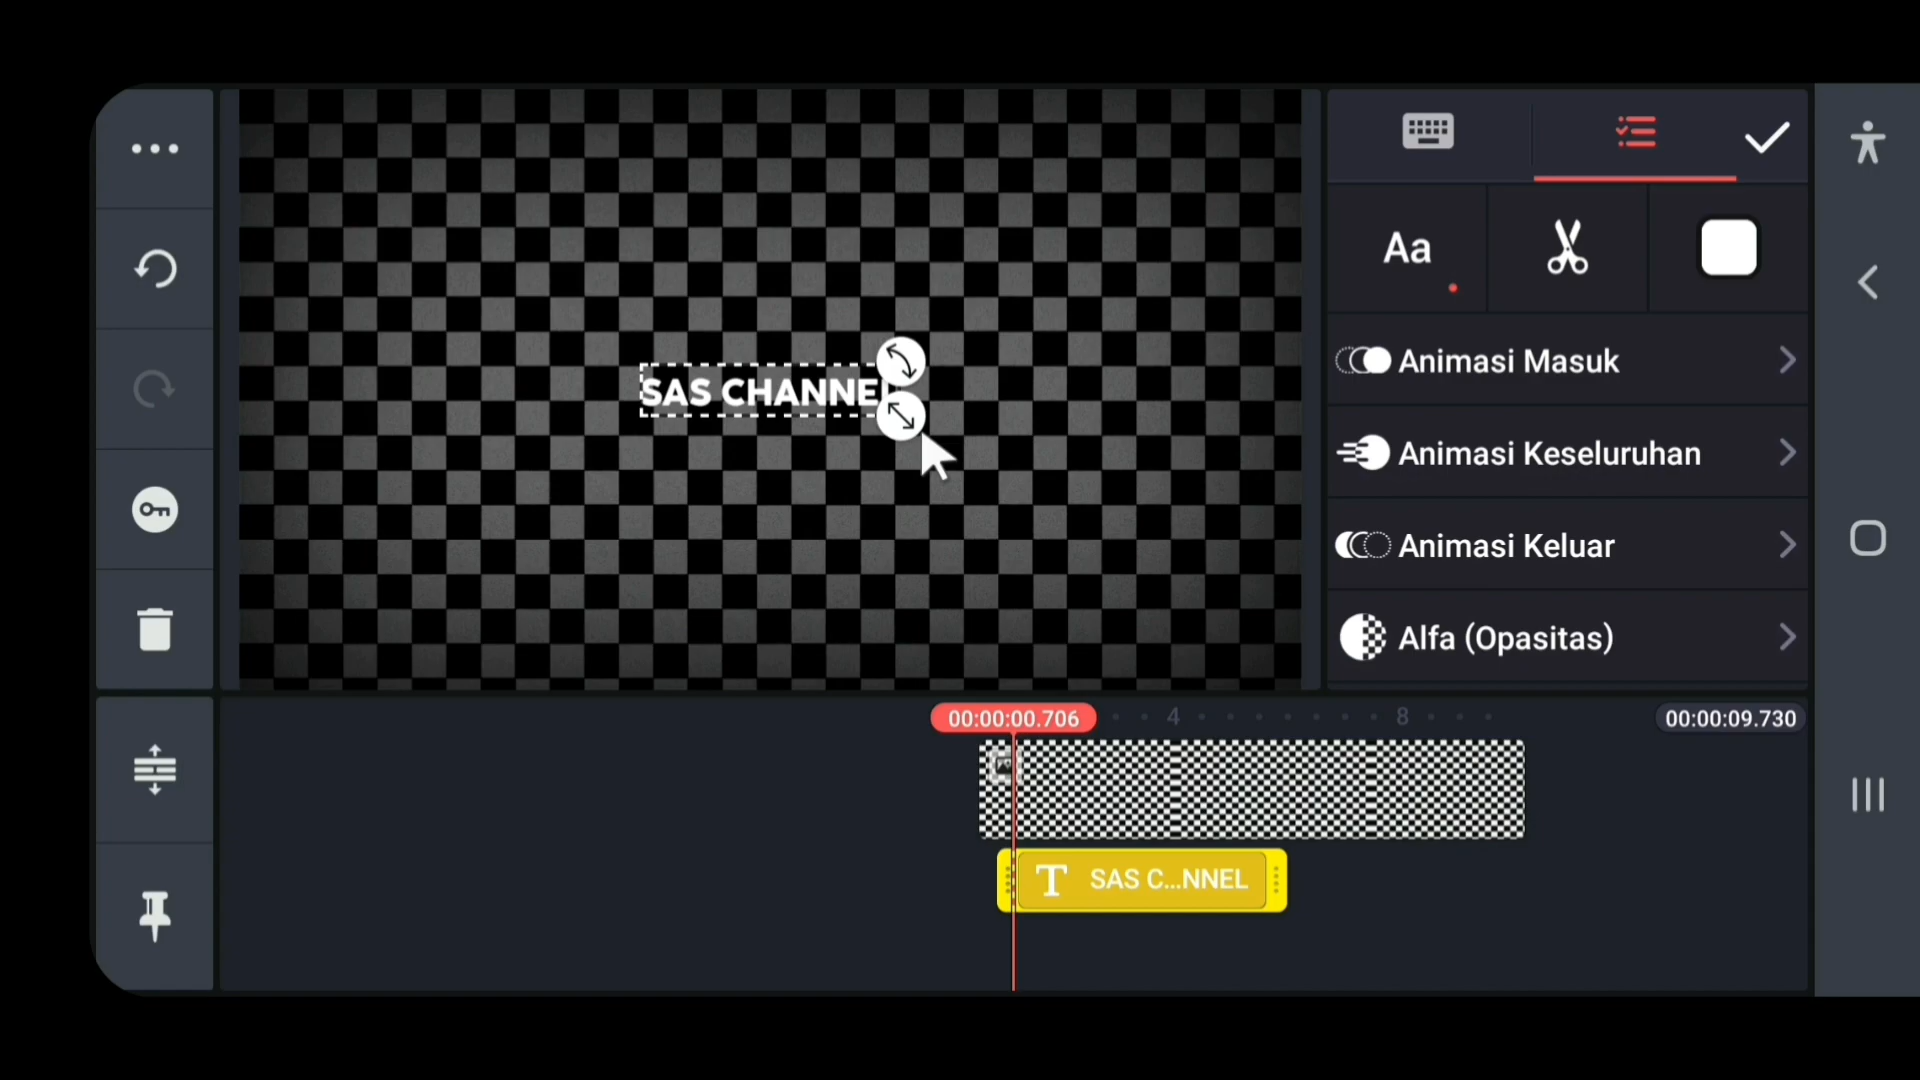 SAS CHANNEL
Aa
Animasi Masuk
Animasi Keseluruhan
Animasi Keluar
Alfa (Opasitas)
00:00:00.706
4
8
00:00:09.730
T SAS C...NNEL